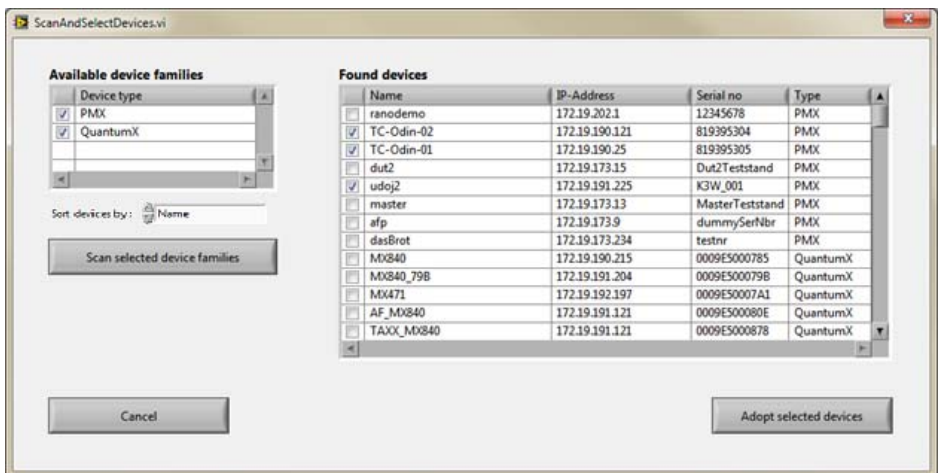 ScanAndSelectDevices.vi
Available device families
Device type
PMX
QuantumX
Sort devices by: Name
Scan selected device families
Found devices
Name IP-Address Serial no Type
ranodemo 172.19.202.1 12345678 PMX
TC-Odin-02 172.19.190.121 819395304 PMX
TC-Odin-01 172.19.190.25 819395305 PMX
dut2 172.19.173.15 Dut2Teststand PMX
udoj2 172.19.191.225 K3W_001 PMX
master 172.19.173.13 MasterTeststand PMX
afp 172.19.173.9 dummySerNbr PMX
dasBrot 172.19.173.234 testnr PMX
MX840 172.19.190.215 0009E5000785 QuantumX
MX840_79B 172.19.191.204 0009E500079B QuantumX
MX471 172.19.192.197 0009E50007A1 QuantumX
AF_MX840 172.19.191.121 0009E500080E QuantumX
TAXX_MX840 172.19.191.121 0009E5000878 QuantumX
Cancel
Adopt selected devices